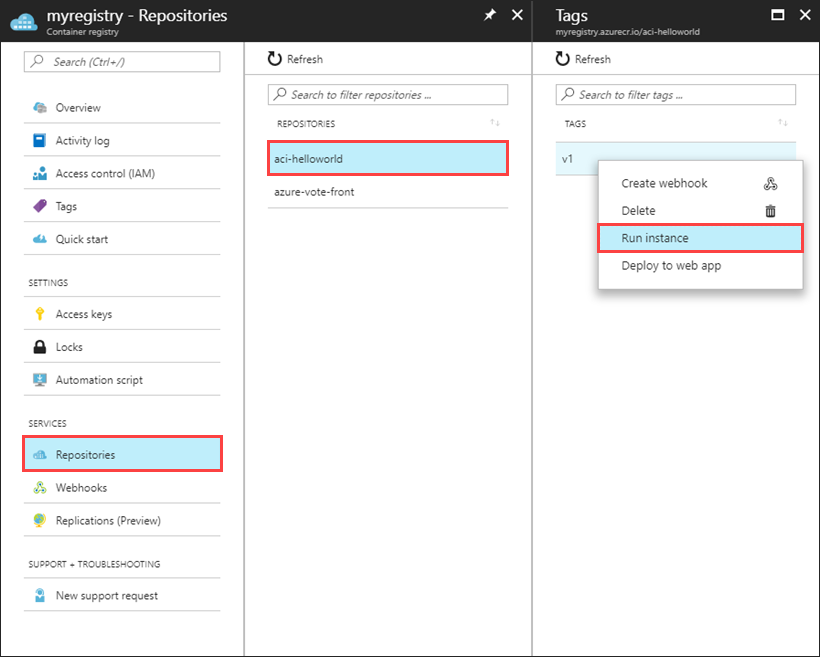 myregistry - Repositories
Container registry
Search (Ctrl+/)
Overview
Activity log
Access control (IAM)
Tags
Quick start
SETTINGS
Access keys
Locks
Automation script
SERVICES
Repositories
Webhooks
Replications (Preview)
SUPPORT + TROUBLESHOOTING
New support request
Refresh
Search to filter repositories ...
REPOSITORIES
aci-helloworld
azure-vote-front
Tags
myregistry.azurecr.io/aci-helloworld
Refresh
Search to filter tags ...
TAGS
v1
Create webhook
Delete
Run instance
Deploy to web app